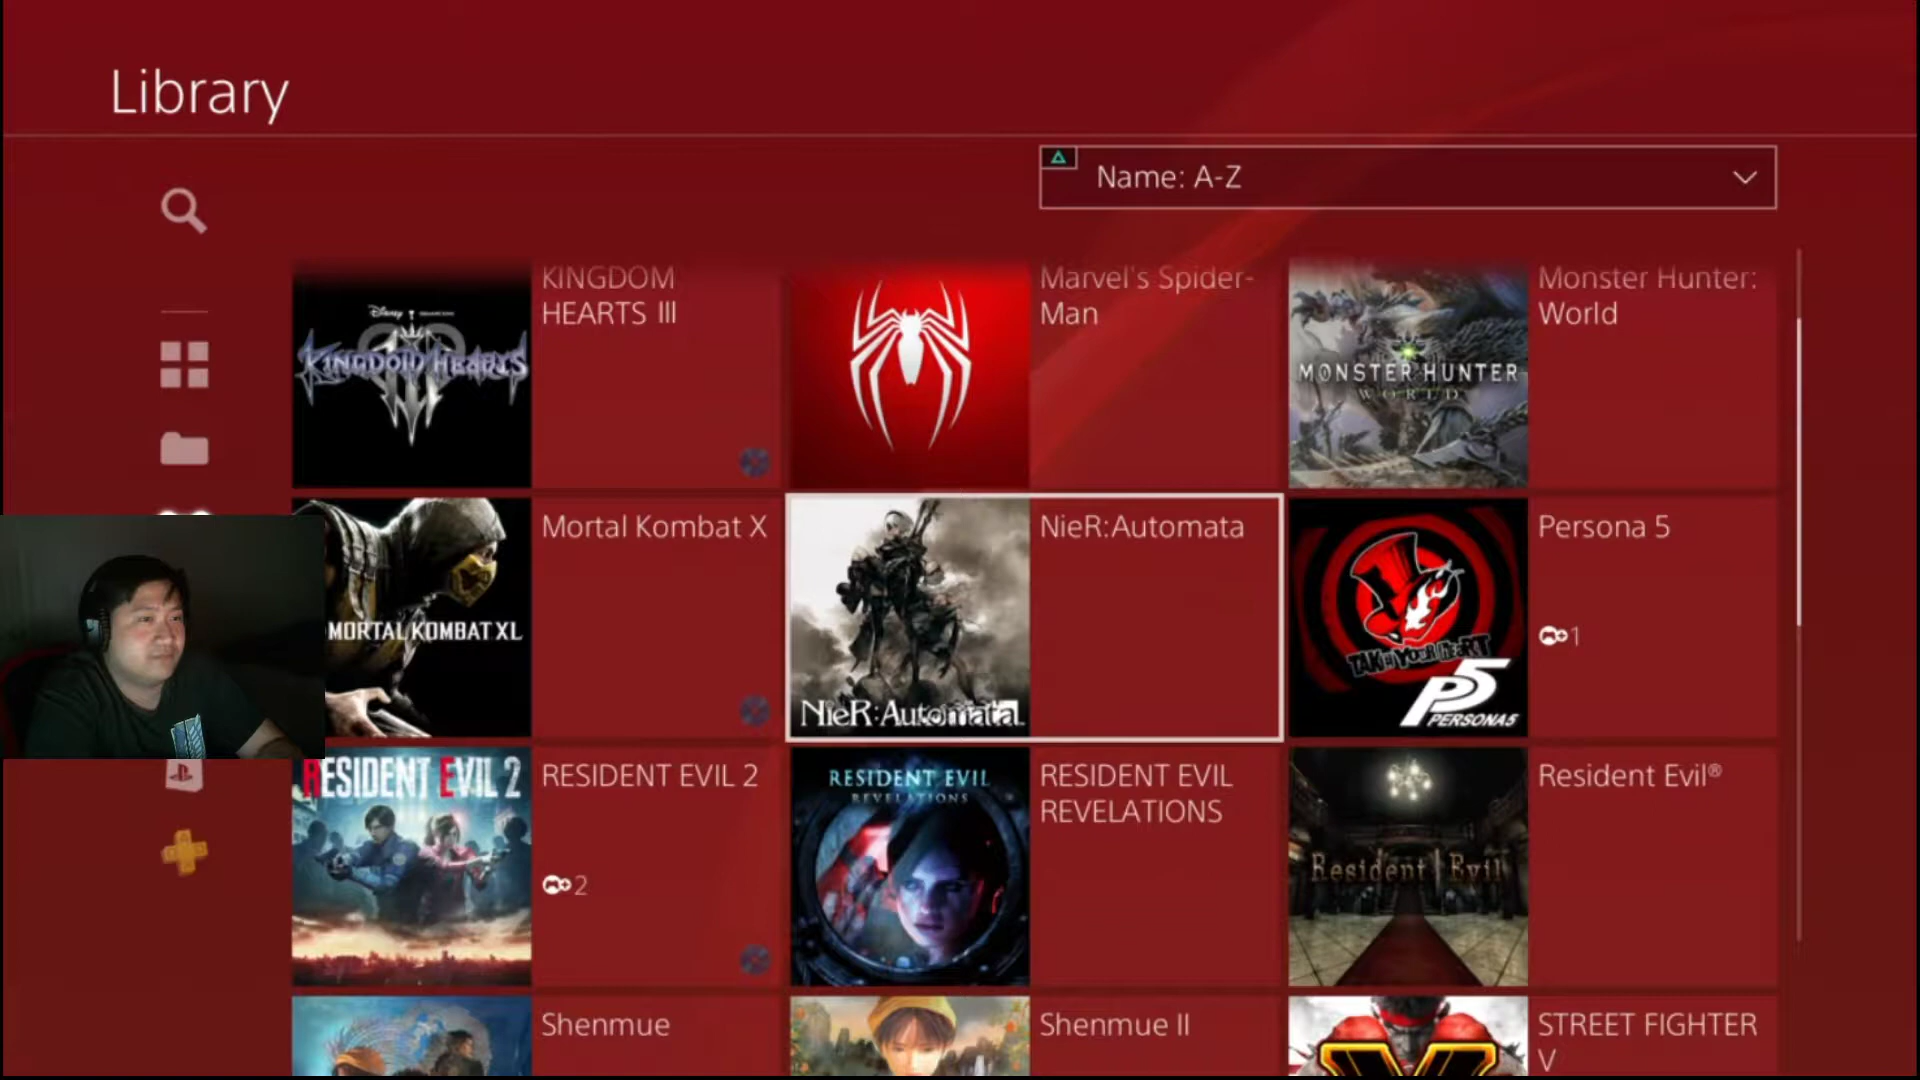 Library
Name: A-Z
KINGDOM
HEARTS III
Disney
KINGDOM HEARTS
Marvel's Spider-
Man
Monster Hunter:
World
MONSTER HUNTER
WORLD
Mortal Kombat X
MORTAL KOMBAT XL
NieR:Automata
NieR:Automata
Persona 5
TAKE YOUR HEART
P5
PERSONA5
1
RESIDENT EVIL 2
RESIDENT EVIL 2
2
RESIDENT EVIL
REVELATIONS
RESIDENT EVIL
REVELATIONS
Resident Evil®
Resident Evil
Shenmue
Shenmue II
STREET FIGHTER
V
V